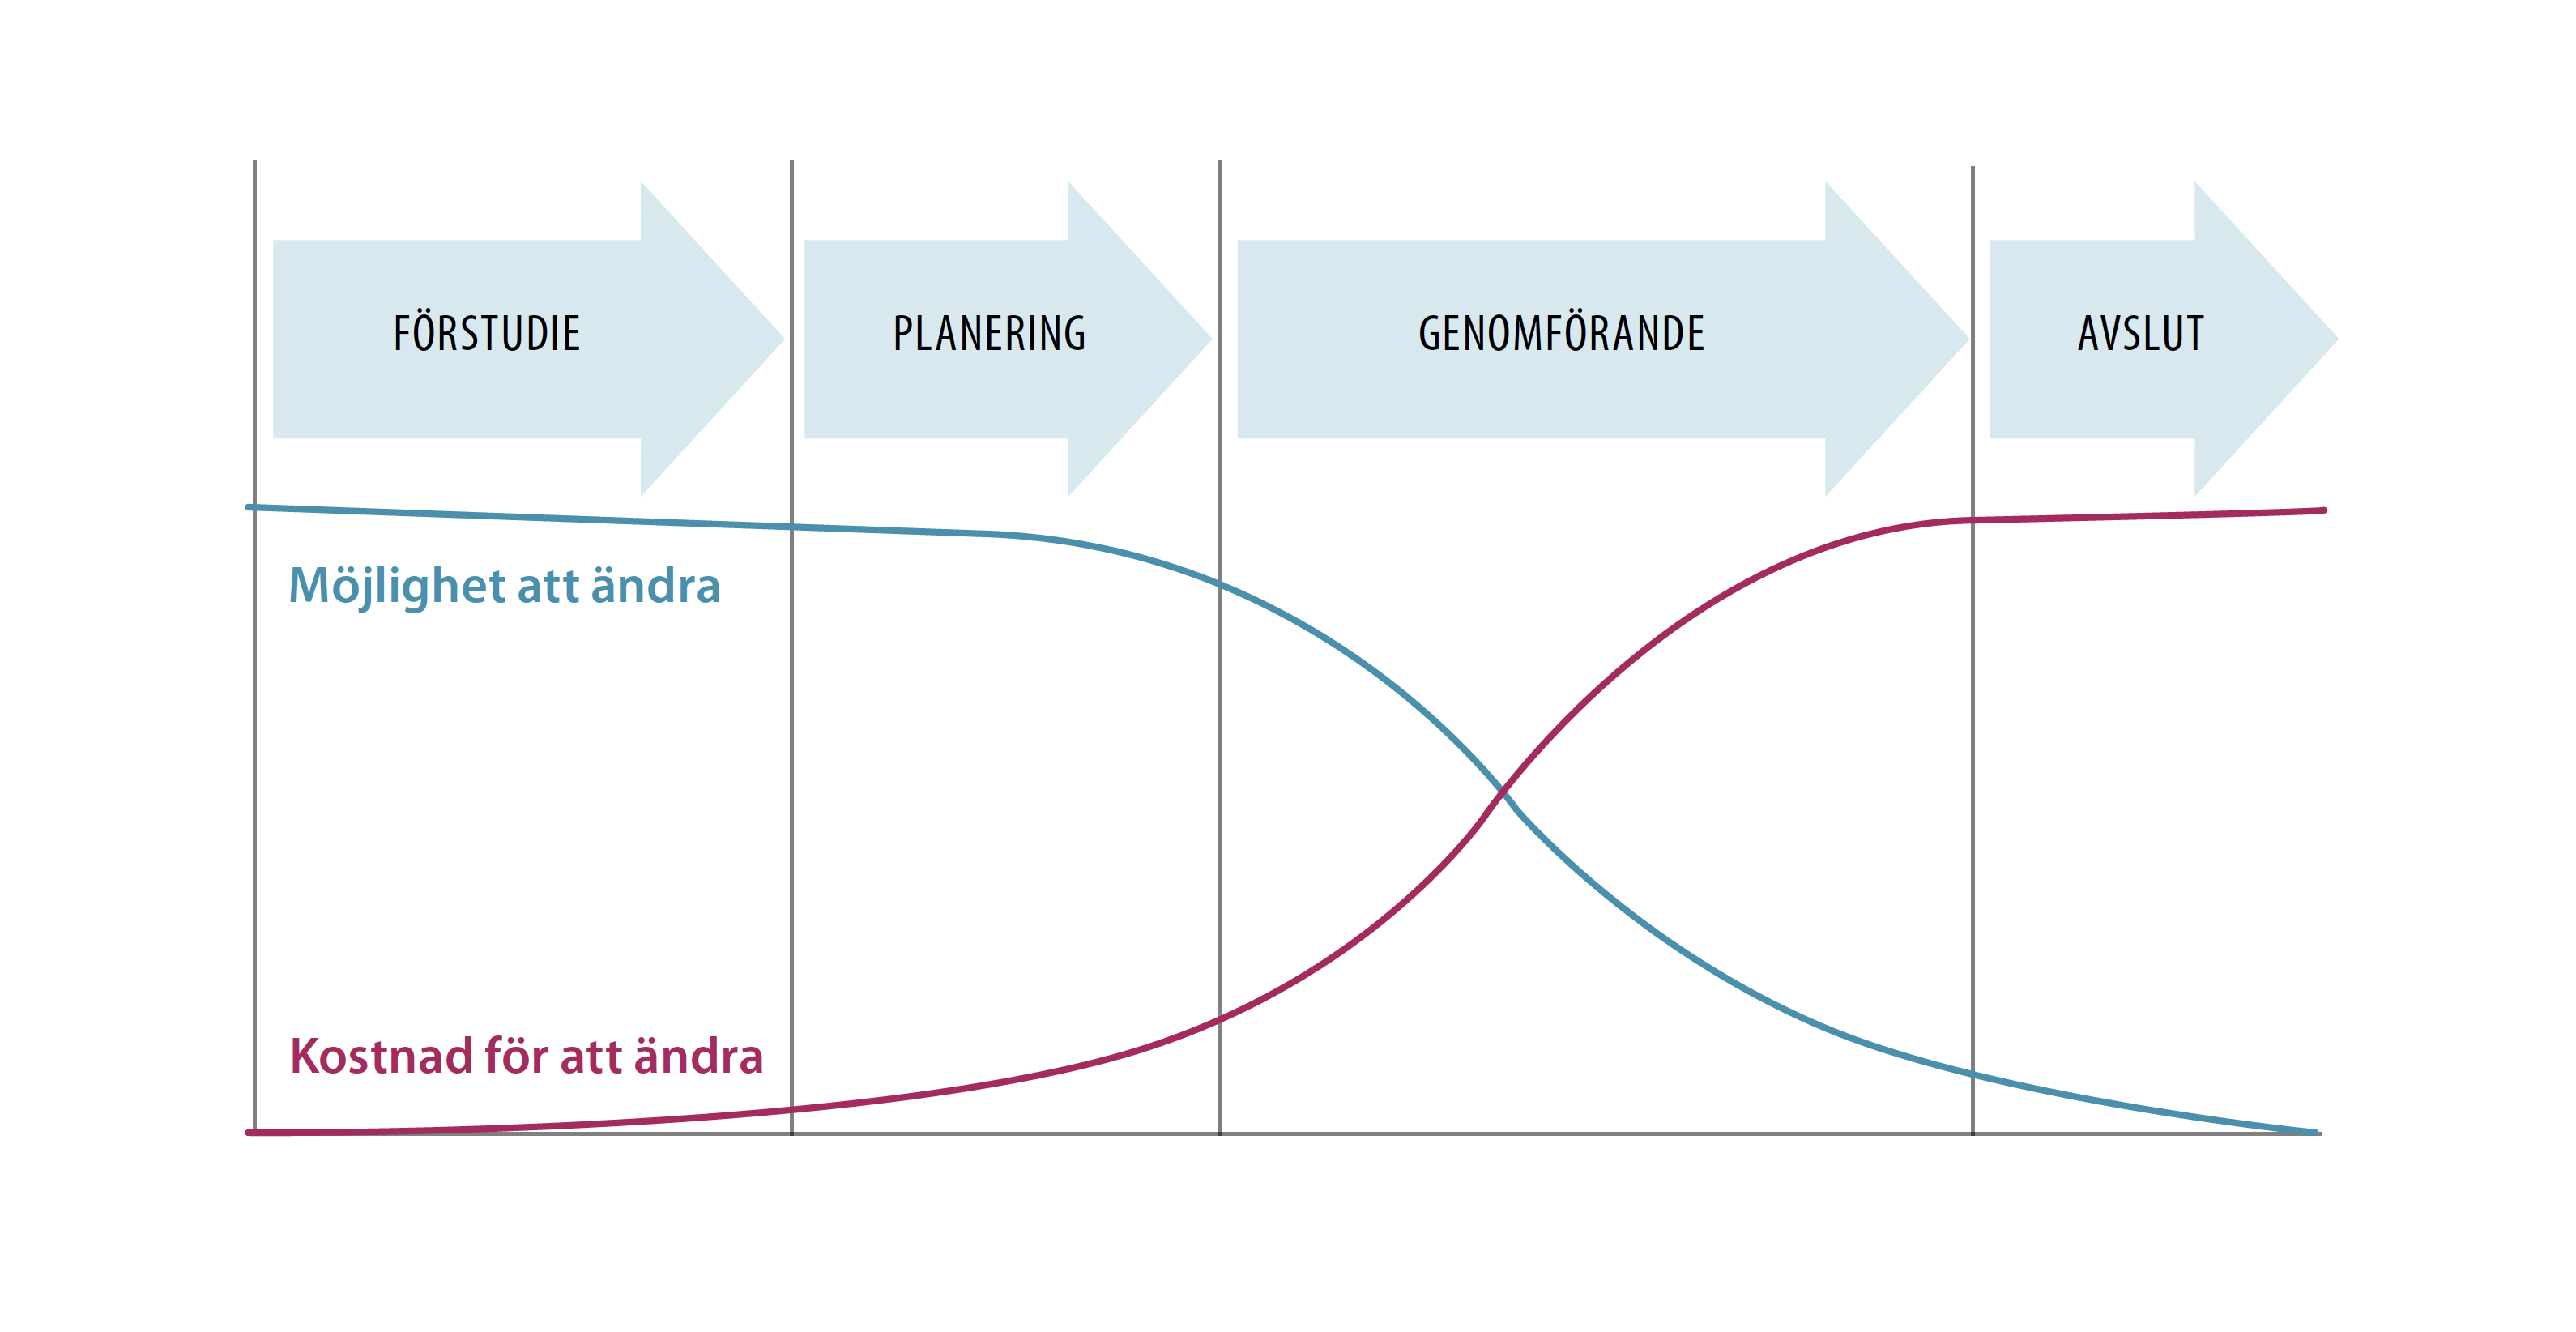 FÖRSTUDIE
PLANERING
GENOMFÖRANDE
AVSLUT
Möjlighet att ändra
Kostnad för att ändra